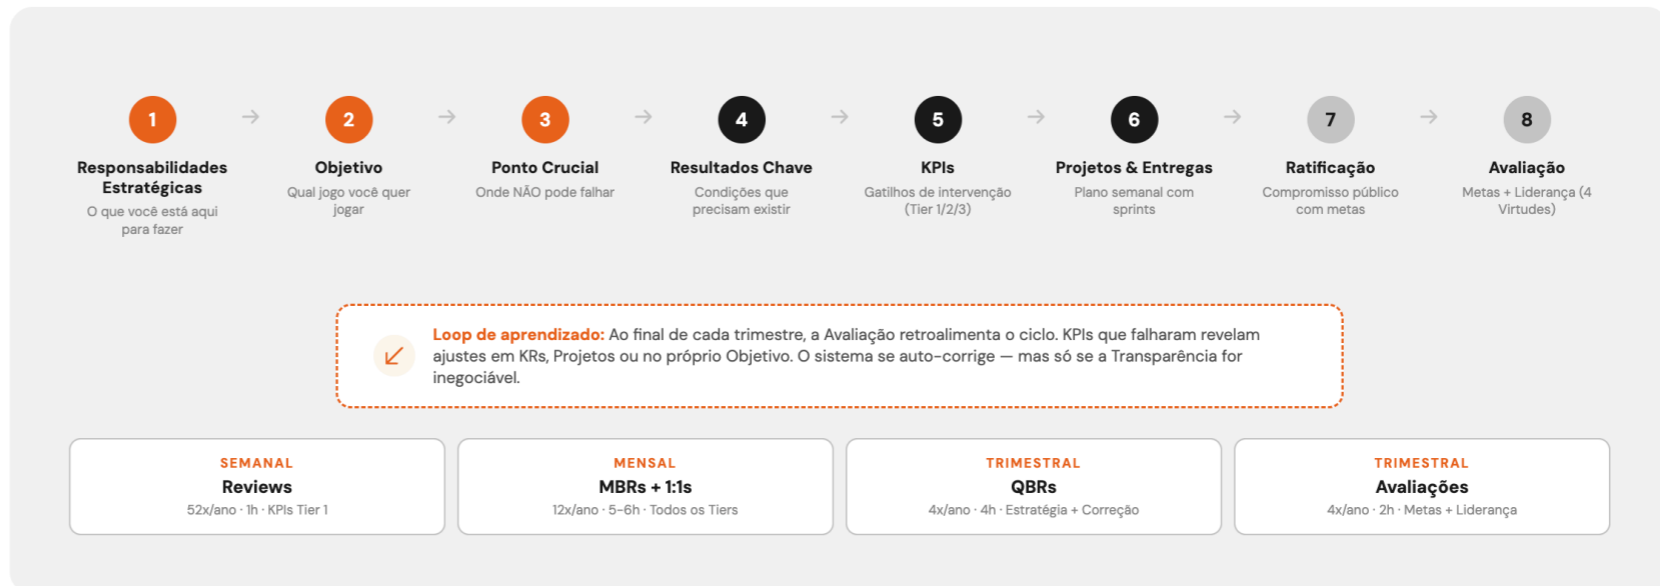 1
Responsabilidades
Estratégicas
O que você está aqui
para fazer
2
Objetivo
Qual jogo você quer
jogar
3
Ponto Crucial
Onde NÃO pode falhar
4
Resultados Chave
Condições que
precisam existir
5
KPIs
Gatilhos de intervenção
(Tier 1/2/3)
6
Projetos & Entregas
Plano semanal com
sprints
7
Ratificação
Compromisso público
com metas
8
Avaliação
Metas + Liderança (4
Virtudes)
Loop de aprendizado: Ao final de cada trimestre, a Avaliação retroalimenta o ciclo. KPIs que falharam revelam
ajustes em KRs, Projetos ou no próprio Objetivo. O sistema se auto-corrige — mas só se a Transparência for
inegociável.
SEMANAL
Reviews
52x/ano · 1h · KPIs Tier 1
MENSAL
MBRs + 1:1s
12x/ano · 5-6h · Todos os Tiers
TRIMESTRAL
QBRs
4x/ano · 4h · Estratégia + Correção
TRIMESTRAL
Avaliações
4x/ano · 2h · Metas + Liderança